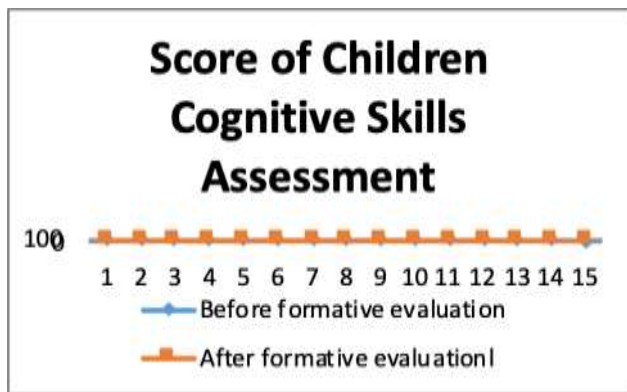 Score of Children
Cognitive Skills
Assessment
100
0
1 2 3 4 5 6 7 8 9 10 11 12 13 14 15
Before formative evaluation
After formative evaluationl